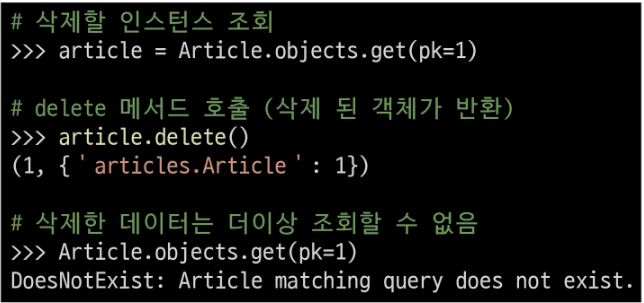 # 삭제할 인스턴스 조회
>>> article = Article.objects.get(pk=1)
# delete 메서드 호출 (삭제 된 객체가 반환)
>>> article.delete()
(1, {'articles.Article': 1})
# 삭제한 데이터는 더이상 조회할 수 없음
>>> Article.objects.get(pk=1)
DoesNotExist: Article matching query does not exist.